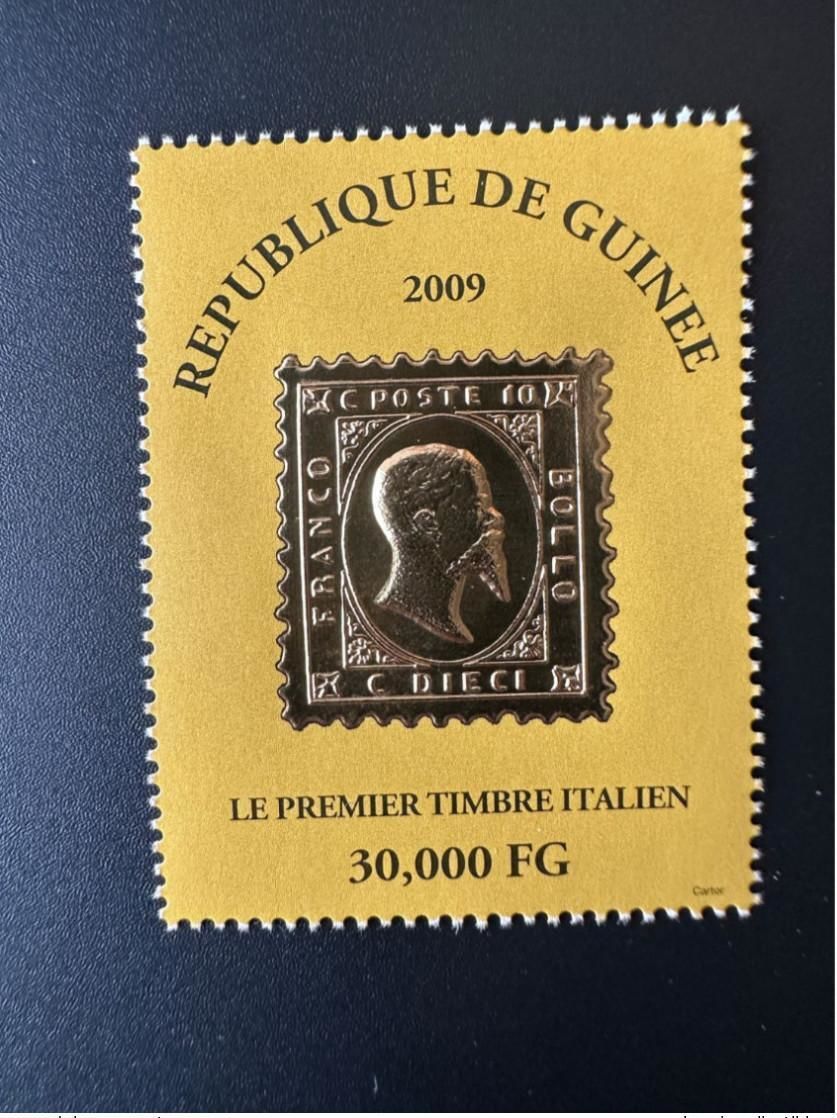 REPUBLIQUE DE GUINEE
2009
C POSTE 10
FRANCO
BOLLO
C DIECI
LE PREMIER TIMBRE ITALIEN
30,000 FG
Cartor